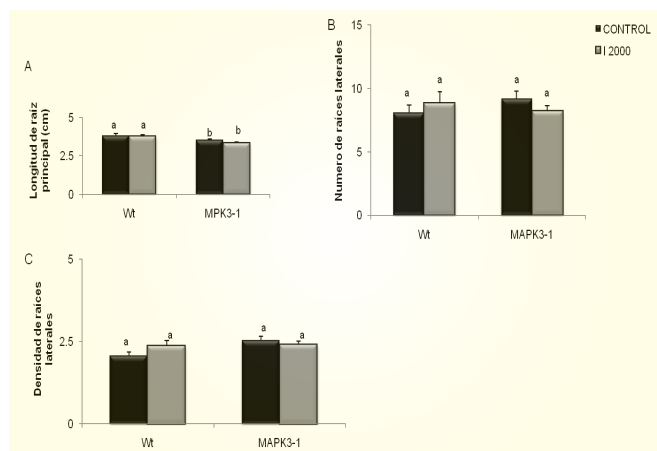 A
Longitud de raíz
principal (cm)
5
2.5
0
a
a
b
b
Wt
MPK3-1
B
CONTROL
I 2000
Numero de raices laterales
15
10
5
0
a
a
a
a
Wt
MAPK3-1
C
Densidad de raices
laterales
5
2.5
0
a
a
a
a
Wt
MAPK3-1